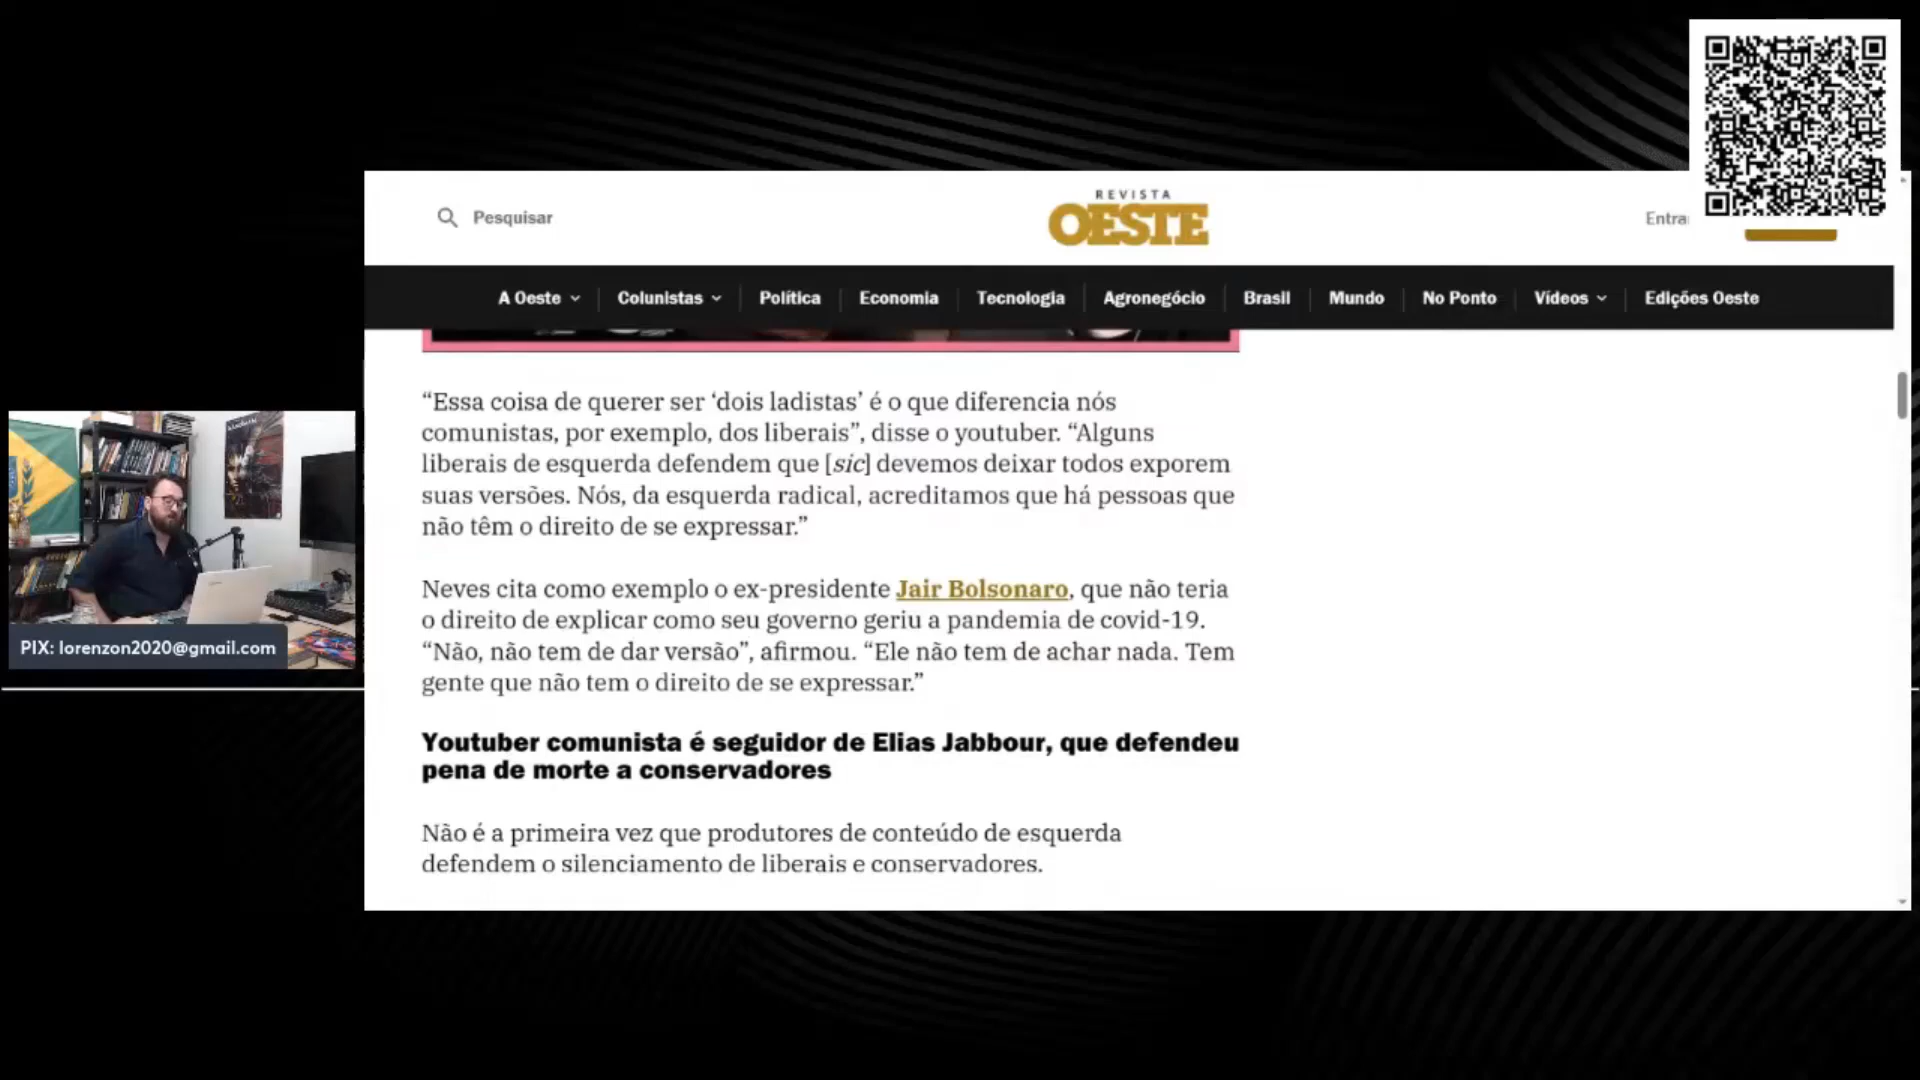 Pesquisar
REVISTA
OESTE
Entra
A Oeste
Colunistas
Política
Economia
Tecnologia
Agronegócio
Brasil
Mundo
No Ponto
Vídeos
Edições Oeste
“Essa coisa de querer ser ‘dois ladistas’ é o que diferencia nós
comunistas, por exemplo, dos liberais”, disse o youtuber. “Alguns
liberais de esquerda defendem que [sic] devemos deixar todos exporem
suas versões. Nós, da esquerda radical, acreditamos que há pessoas que
não têm o direito de se expressar.”
Neves cita como exemplo o ex-presidente Jair Bolsonaro, que não teria
o direito de explicar como seu governo geriu a pandemia de covid-19.
“Não, não tem de dar versão”, afirmou. “Ele não tem de achar nada. Tem
gente que não tem o direito de se expressar.”
Youtuber comunista é seguidor de Elias Jabbour, que defendeu
pena de morte a conservadores
Não é a primeira vez que produtores de conteúdo de esquerda
defendem o silenciamento de liberais e conservadores.
PIX: lorenzon2020@gmail.com